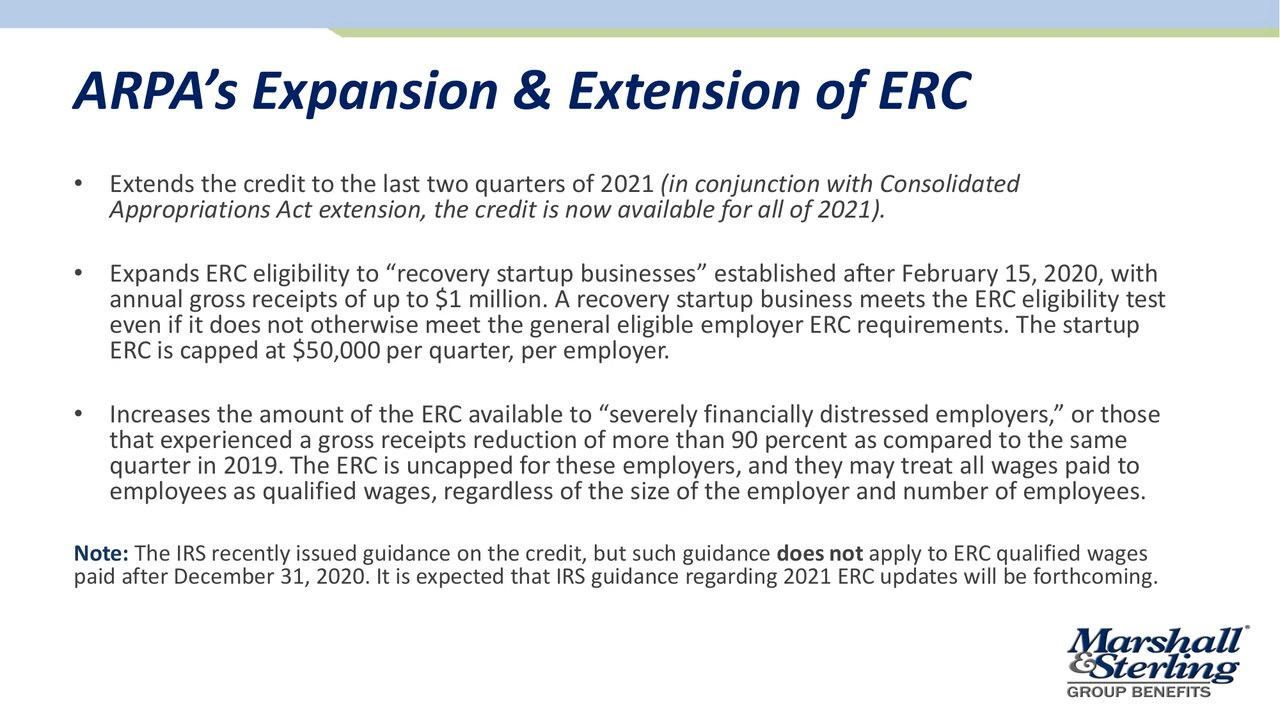 ARPA’s Expansion & Extension of ERC
• Extends the credit to the last two quarters of 2021 (in conjunction with Consolidated
Appropriations Act extension, the credit is now available for all of 2021).
• Expands ERC eligibility to “recovery startup businesses” established after February 15, 2020, with
annual gross receipts of up to $1 million. A recovery startup business meets the ERC eligibility test
even if it does not otherwise meet the general eligible employer ERC requirements. The startup
ERC is capped at $50,000 per quarter, per employer.
• Increases the amount of the ERC available to “severely financially distressed employers,” or those
that experienced a gross receipts reduction of more than 90 percent as compared to the same
quarter in 2019. The ERC is uncapped for these employers, and they may treat all wages paid to
employees as qualified wages, regardless of the size of the employer and number of employees.
Note: The IRS recently issued guidance on the credit, but such guidance does not apply to ERC qualified wages
paid after December 31, 2020. It is expected that IRS guidance regarding 2021 ERC updates will be forthcoming.
Marshall®
&Sterling
GROUP BENEFITS